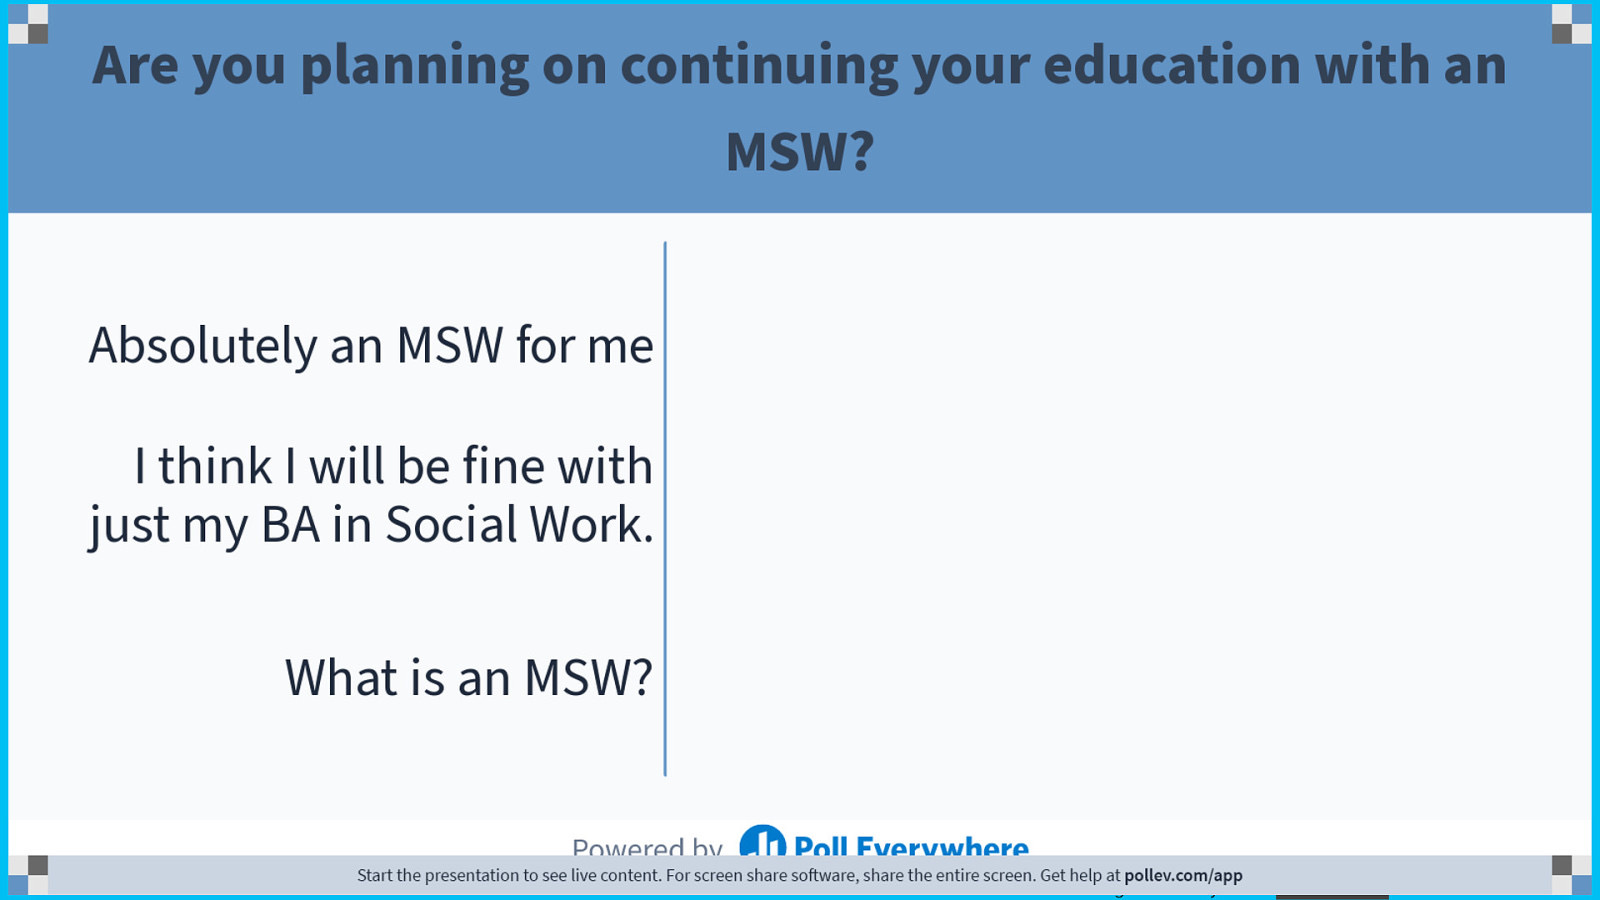 Are you planning on continuing your education with an
MSW?
Absolutely an MSW for me
I think I will be fine with
just my BA in Social Work.
What is an MSW?
Powered by Poll Everywhere
Start the presentation to see live content. For screen share software, share the entire screen. Get help at pollev.com/app